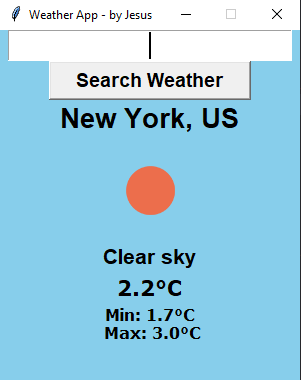 Weather App - by Jesus
Search Weather
New York, US
Clear sky
2.2°C
Min: 1.7°C
Max: 3.0°C